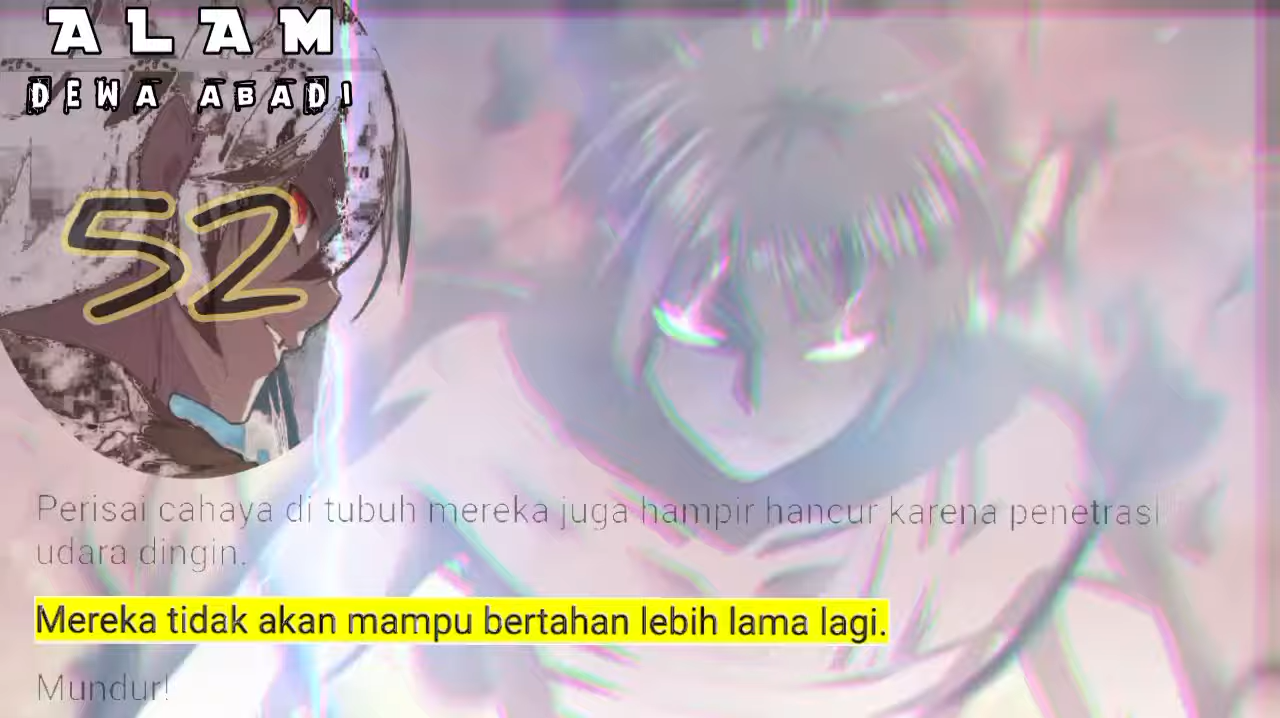 ALAM
DEWA ABADI
52
Perisai cahaya di tubuh mereka juga hampir hancur karena penetrasi
udara dingin.
Mereka tidak akan mampu bertahan lebih lama lagi.
Mundur!